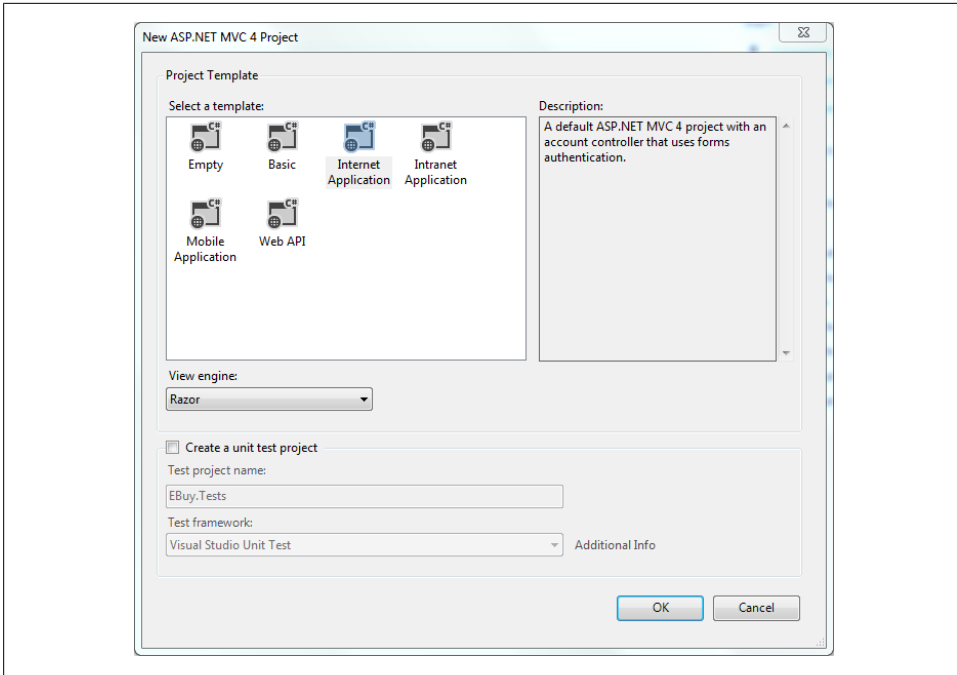 New ASP.NET MVC 4 Project
Project Template
Select a template:
Description:
C# C# C# C#
Empty Basic Internet Application Intranet Application
C# C#
Mobile Application Web API
A default ASP.NET MVC 4 project with an
account controller that uses forms
authentication.
View engine:
Razor
Create a unit test project
Test project name:
EBuy.Tests
Test framework:
Visual Studio Unit Test
Additional Info
OK
Cancel